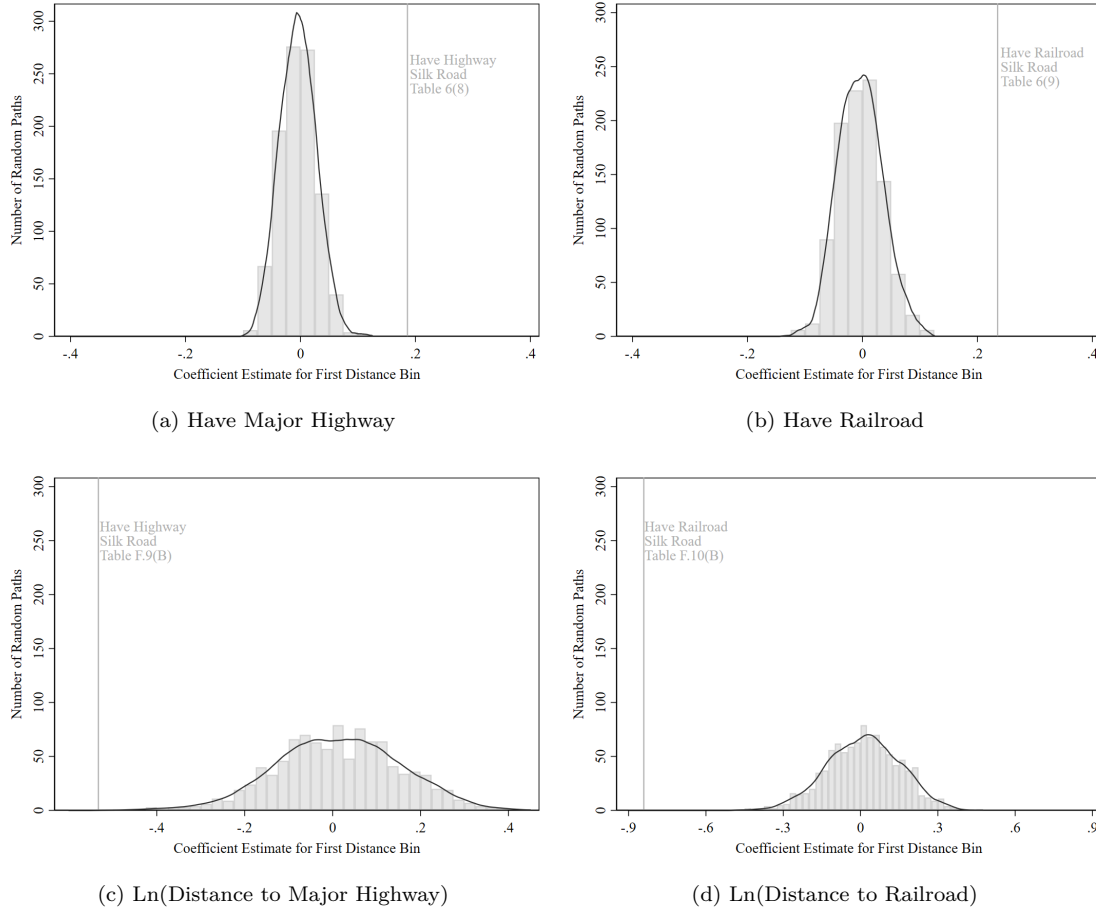 Number of Random Paths
0 50 100 150 200 250 300
Have Highway
Silk Road
Table 6(8)
-.4 -.2 0 .2 .4
Coefficient Estimate for First Distance Bin
(a) Have Major Highway
Number of Random Paths
0 50 100 150 200 250 300
Have Railroad
Silk Road
Table 6(9)
-.4 -.2 0 .2 .4
Coefficient Estimate for First Distance Bin
(b) Have Railroad
Number of Random Paths
0 50 100 150 200 250 300
Have Highway
Silk Road
Table F.9(B)
-.4 -.2 0 .2 .4
Coefficient Estimate for First Distance Bin
(c) Ln(Distance to Major Highway)
Number of Random Paths
0 50 100 150 200 250 300
Have Railroad
Silk Road
Table F.10(B)
-.9 -.6 -.3 0 .3 .6 .9
Coefficient Estimate for First Distance Bin
(d) Ln(Distance to Railroad)